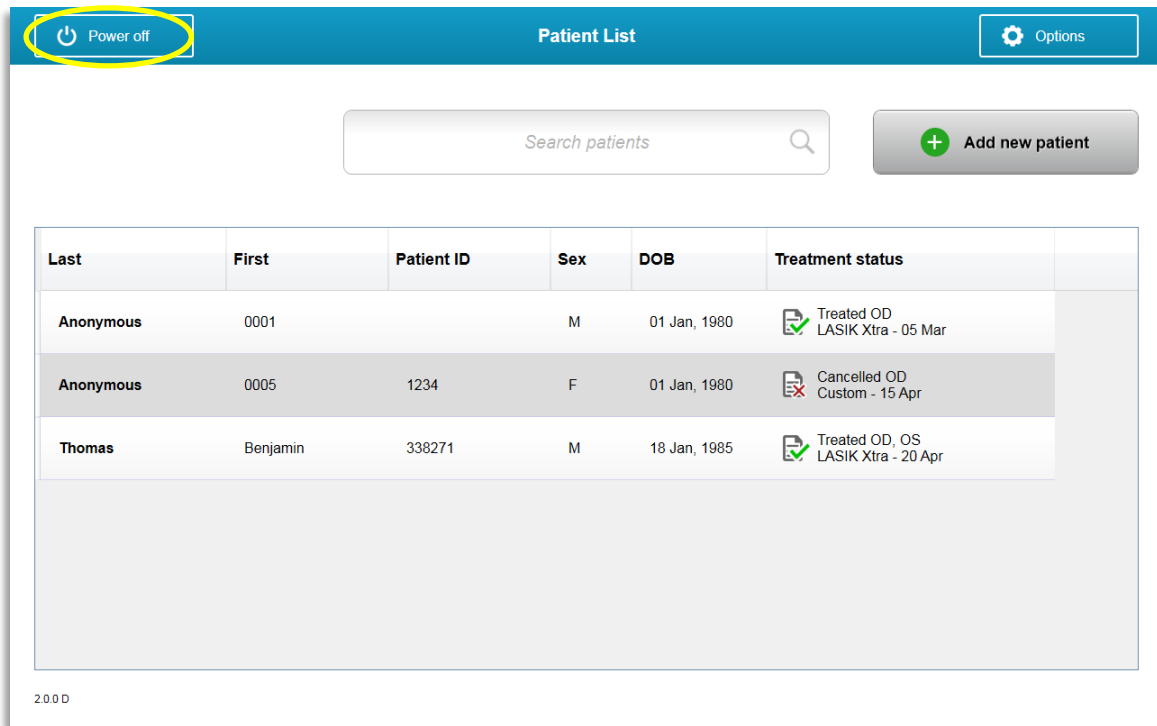 Power off
Patient List
Options
Search patients
Add new patient
Last First Patient ID Sex DOB Treatment status
Anonymous 0001 M 01 Jan, 1980 Treated OD
LASIK Xtra - 05 Mar
Anonymous 0005 1234 F 01 Jan, 1980 Cancelled OD
Custom - 15 Apr
Thomas Benjamin 338271 M 18 Jan, 1985 Treated OD, OS
LASIK Xtra - 20 Apr
2.0.0 D